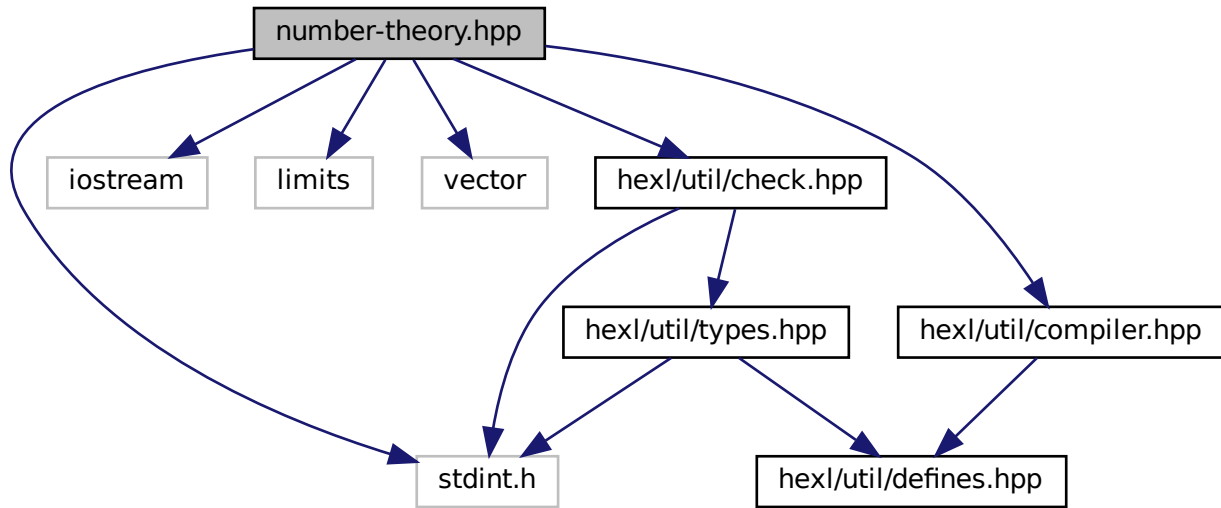 number-theory.hpp
iostream
limits
vector
hexl/util/check.hpp
hexl/util/types.hpp
hexl/util/compiler.hpp
stdint.h
hexl/util/defines.hpp